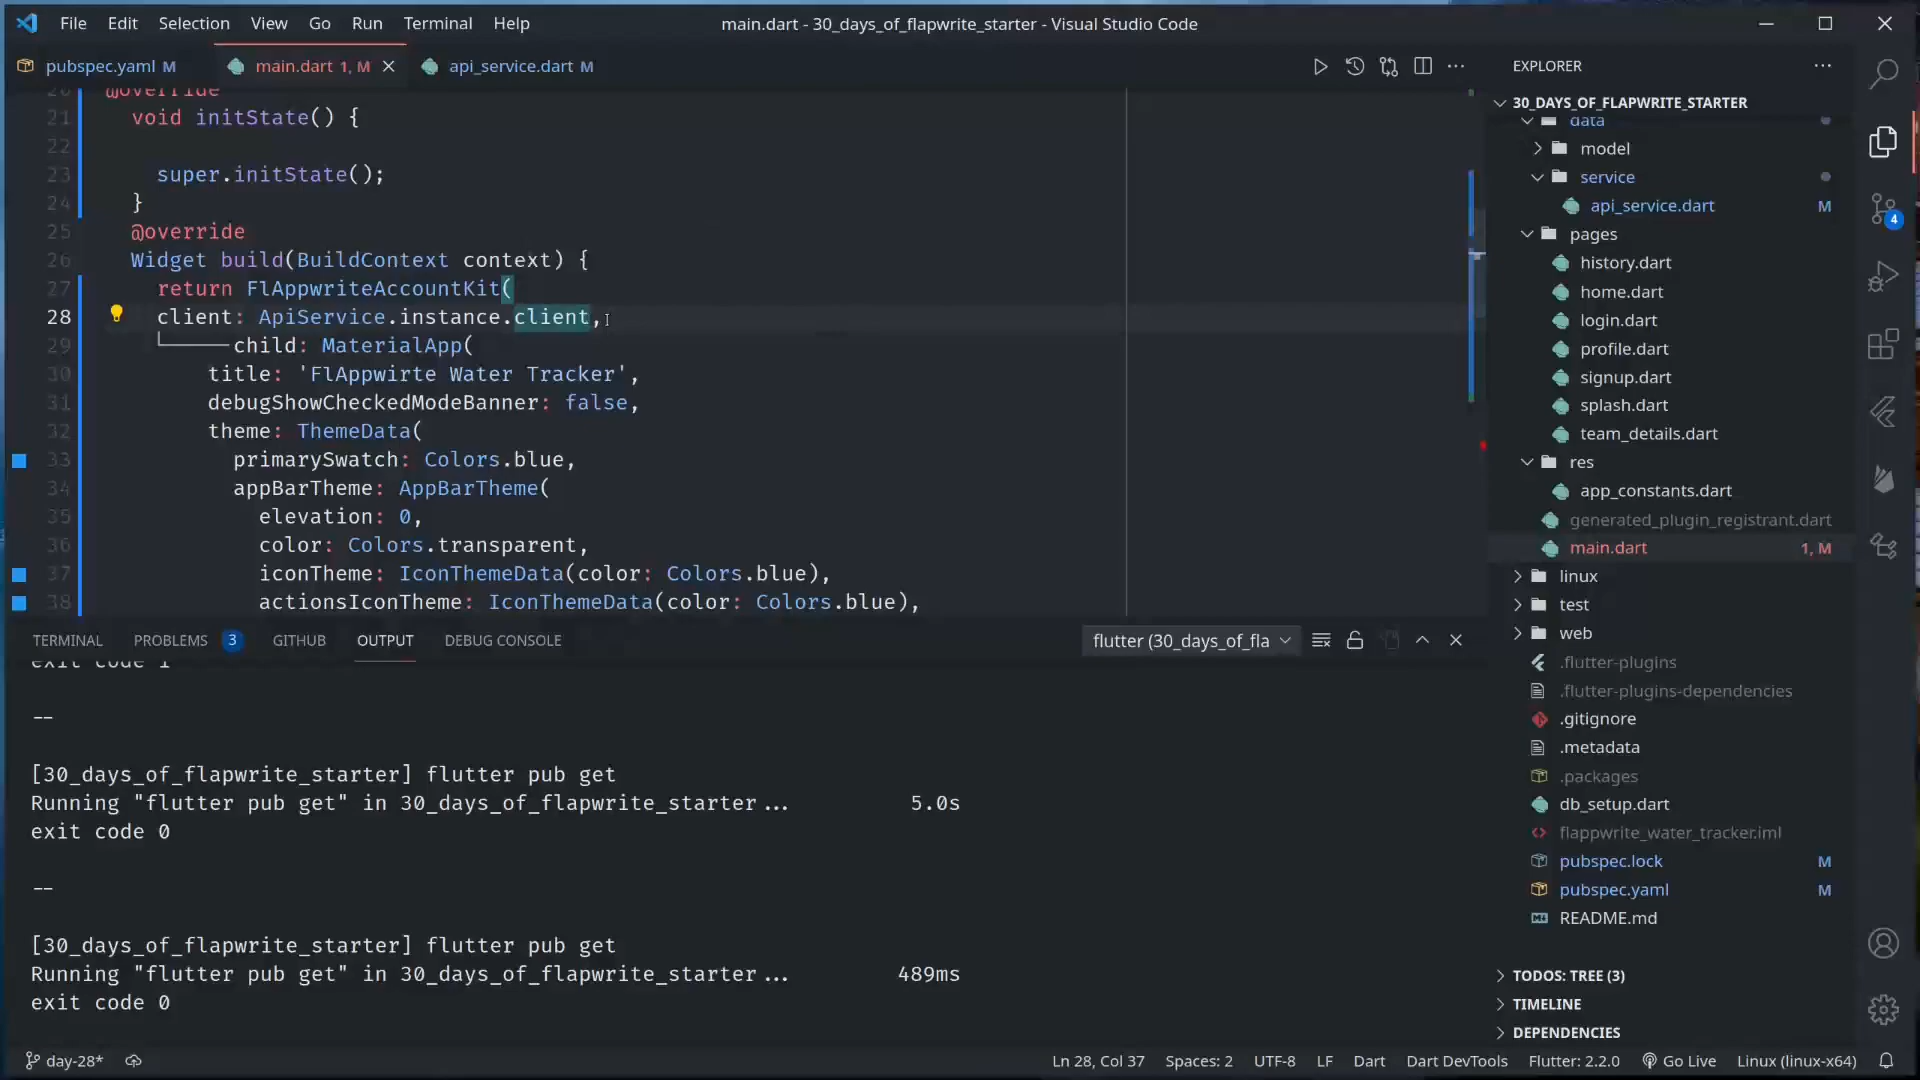 File Edit Selection View Go Run Terminal Help
main.dart - 30_days_of_flapwrite_starter - Visual Studio Code
pubspec.yaml M
main.dart 1, M
api_service.dart M
20 @override
21 void initState() {
22
23 super.initState();
24 }
25 @override
26 Widget build(BuildContext context) {
27 return FlAppwriteAccountKit(
28 client: ApiService.instance.client,
29 child: MaterialApp(
30 title: 'FlAppwirte Water Tracker',
31 debugShowCheckedModeBanner: false,
32 theme: ThemeData(
33 primarySwatch: Colors.blue,
34 appBarTheme: AppBarTheme(
35 elevation: 0,
36 color: Colors.transparent,
37 iconTheme: IconThemeData(color: Colors.blue),
38 actionsIconTheme: IconThemeData(color: Colors.blue),
TERMINAL PROBLEMS 3 GITHUB OUTPUT DEBUG CONSOLE
flutter (30_days_of_fla
exit code 1
--
[30_days_of_flapwrite_starter] flutter pub get
Running "flutter pub get" in 30_days_of_flapwrite_starter... 5.0s
exit code 0
--
[30_days_of_flapwrite_starter] flutter pub get
Running "flutter pub get" in 30_days_of_flapwrite_starter... 489ms
exit code 0
EXPLORER
30_DAYS_OF_FLAPWRITE_STARTER
data
model
service
api_service.dart M
pages
history.dart
home.dart
login.dart
profile.dart
signup.dart
splash.dart
team_details.dart
res
app_constants.dart
generated_plugin_registrant.dart
main.dart 1, M
linux
test
web
.flutter-plugins
.flutter-plugins-dependencies
.gitignore
.metadata
.packages
db_setup.dart
flappwrite_water_tracker.iml
pubspec.lock M
pubspec.yaml M
README.md
TODOS: TREE (3)
TIMELINE
DEPENDENCIES
4
day-28*
Ln 28, Col 37 Spaces: 2 UTF-8 LF Dart Dart DevTools Flutter: 2.2.0 Go Live Linux (linux-x64)